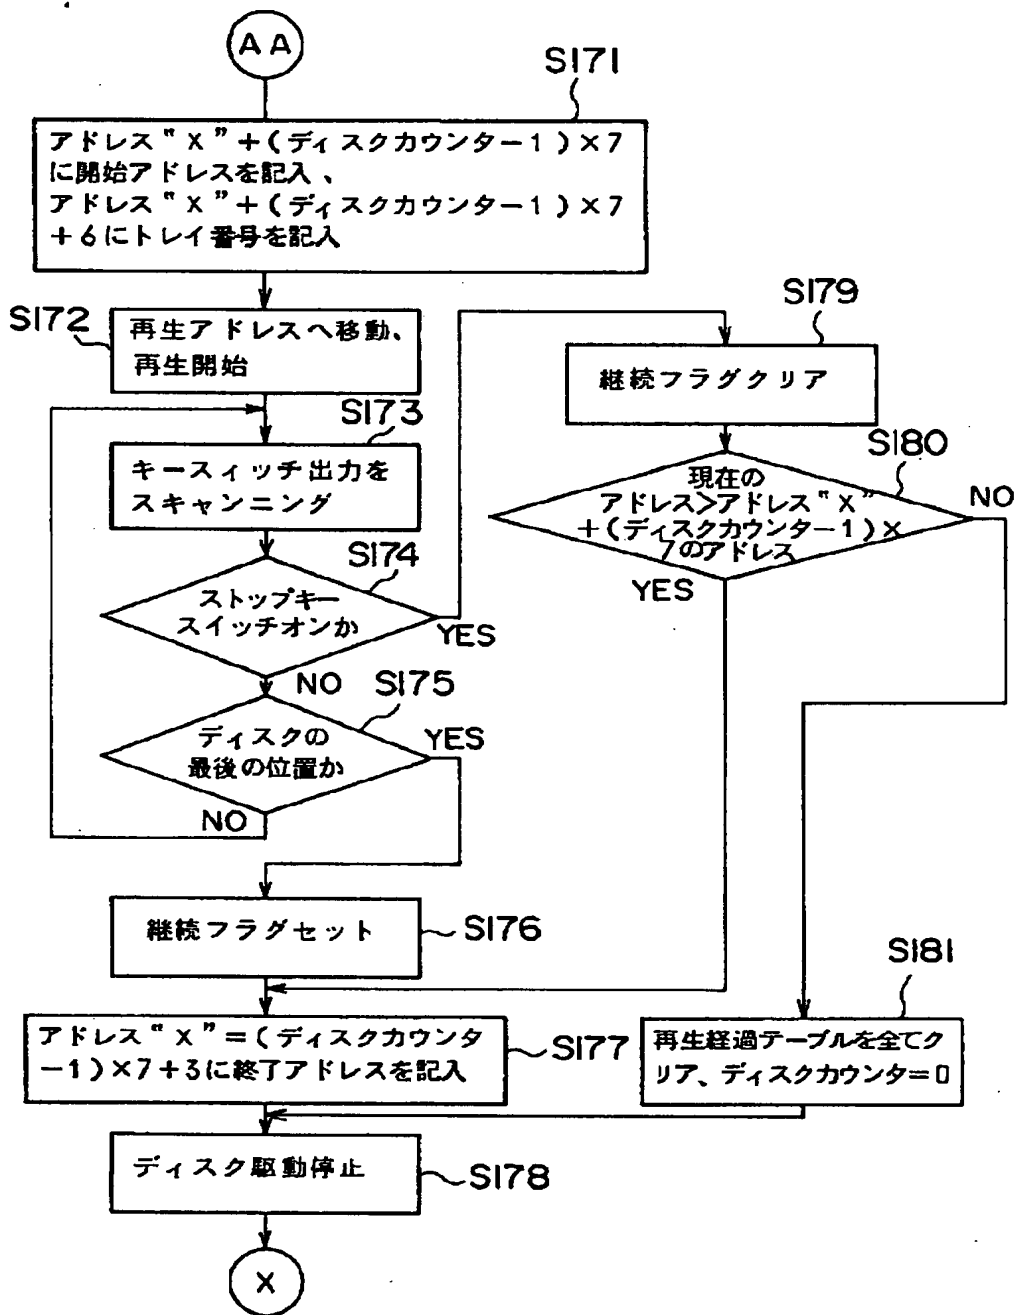 AA
S171
アドレス"X"+(ディスクカウンター1)×7
に開始アドレスを記入、
アドレス"X"+(ディスクカウンター1)×7
+6にトレイ番号を記入
S172
再生アドレスへ移動、
再生開始
S173
キースィッチ出力を
スキャンニング
S174
ストップキー
スイッチオンか
YES
NO
S175
ディスクの
最後の位置か
YES
NO
継続フラグセット
S176
アドレス"X"=(ディスクカウンタ
-1)×7+3に終了アドレスを記入
S177
ディスク駆動停止
S178
X
S179
継続フラグクリア
S180
現在の
アドレス>アドレス"X"
+(ディスクカウンター1)×
7のアドレス
NO
YES
S181
再生経過テーブルを全てク
リア、ディスクカウンタ=0